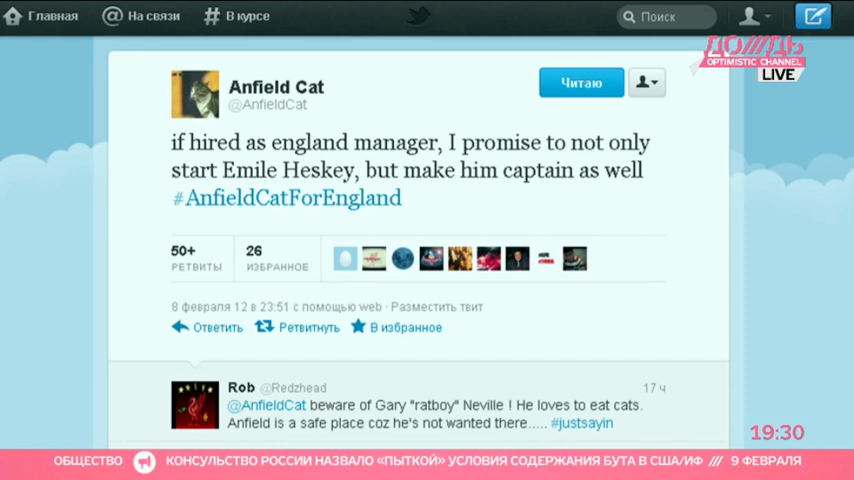 Главная
На связи
В курсе
Поиск
ДОЖДЬ
OPTIMISTIC CHANNEL
LIVE
Anfield Cat
@AnfieldCat
Читаю
if hired as england manager, I promise to not only
start Emile Heskey, but make him captain as well
#AnfieldCatForEngland
50+
РЕТВИТЫ
26
ИЗБРАННОЕ
8 февраля 12 в 23:51 с помощью web · Разместить твит
Ответить
Ретвитнуть
В избранное
Rob @Redzhead
17 ч
@AnfieldCat beware of Gary "ratboy" Neville ! He loves to eat cats.
Anfield is a safe place coz he's not wanted there..... #justsayin
19:30
ОБЩЕСТВО
КОНСУЛЬСТВО РОССИИ НАЗВАЛО «ПЫТКОЙ» УСЛОВИЯ СОДЕРЖАНИЯ БУТА В США/ИФ /// 9 ФЕВРАЛЯ